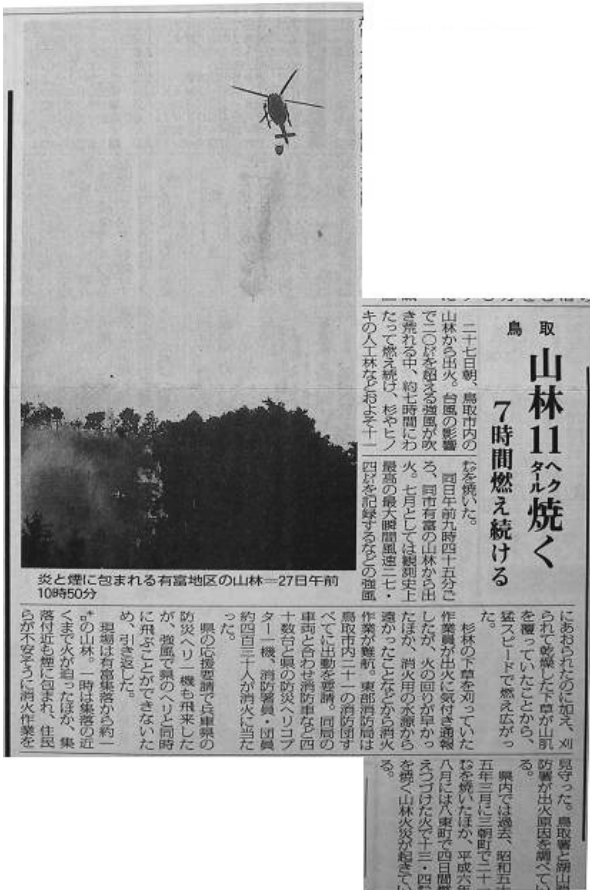 鳥取
山林11ヘクタール焼く
7時間燃え続ける
二十七日朝、鳥取市内の
山林から出火。台風の影響
で二〇㍍を超える強風が吹
き荒れる中、約七時間にわ
たって燃え続け、杉やヒノ
キの人工林などおよそ十一
㌶を焼いた。
同日午前九時四十五分ご
ろ、同市有富の山林から出
火。七月としては観測史上
最高の最大瞬間風速二七・
四㍍を記録するなどの強風
にあおられたのに加え、刈
られて乾燥した下草が山肌
を覆っていたことから、
猛スピードで燃え広がっ
た。
杉林の下草を刈っていた
作業員が出火に気付き通報
したが、火の回りが早かっ
たほか、消火用の水源から
遠かったことなどから消火
作業が難航。東部消防局は
鳥取市内二十一の消防団す
べてに出動を要請。同局の
車両と合わせ消防車など四
十数台と県の防災ヘリコプ
ター一機、消防署員・団員
約四百三十人が消火に当た
った。
県の応援要請で兵庫県の
防災ヘリ一機も飛来した
が、強風で県のヘリと同時
に飛ぶことができないた
め、引き返した。
現場は有富集落から約一
㌔の山林。一時は集落の近
くまで火が迫ったほか、集
落付近も煙に包まれ、住民
らが不安そうに消火作業を
見守った。鳥取署と湖山
防署が出火原因を調べて
る。
県内では過去、昭和五十
五年三月に三朝町で二十
㌶を焼いたほか、平成六年
八月には八東町で四日間
えつづけた火で十三・四
を焼く山林火災が起きてい
る。
炎と煙に包まれる有富地区の山林=27日午前
10時50分